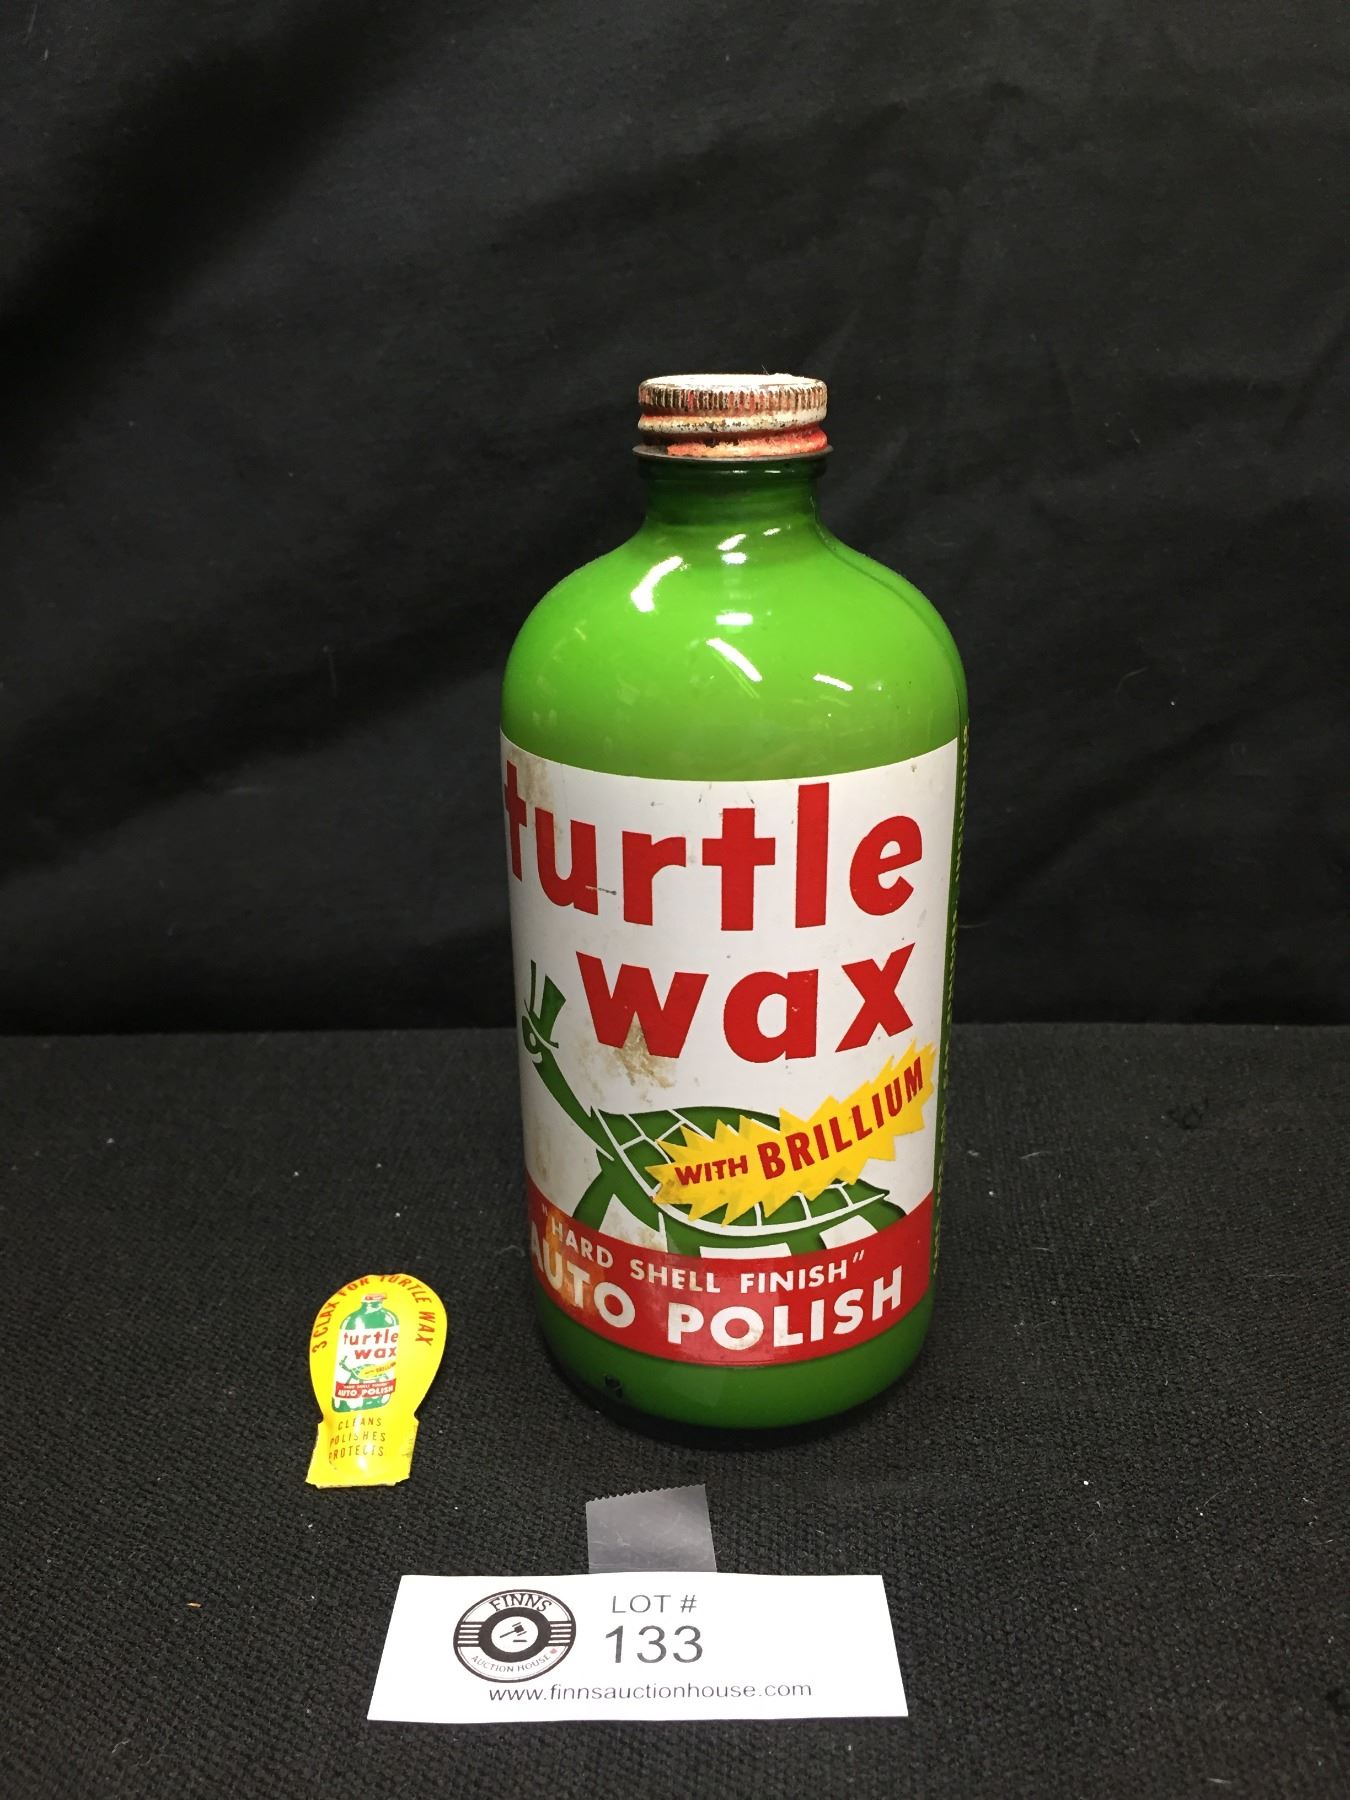 turtle
wax
WITH BRILLIUM
"HARD SHELL FINISH"
AUTO POLISH
3 CLAX FOR TURTLE WAX
turtle
wax
AUTO POLISH
CLEANS
POLISHES
PROTECTS
FINNS
AUCTION HOUSE
LOT #
133
www.finnsauctionhouse.com